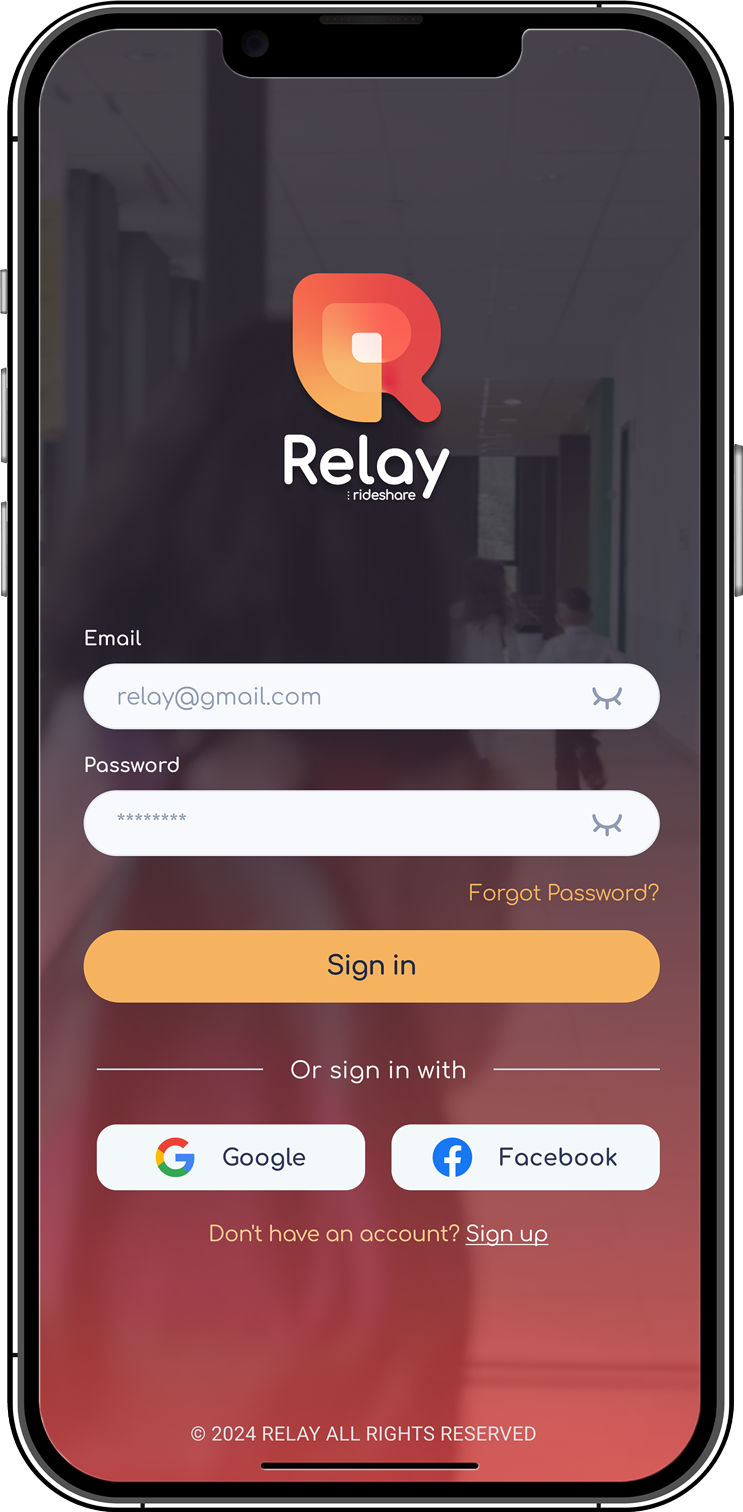 Relay
rideshare
Email
relay@gmail.com
Password
********
Forgot Password?
Sign in
Or sign in with
Google
Facebook
Don't have an account? Sign up
© 2024 RELAY ALL RIGHTS RESERVED